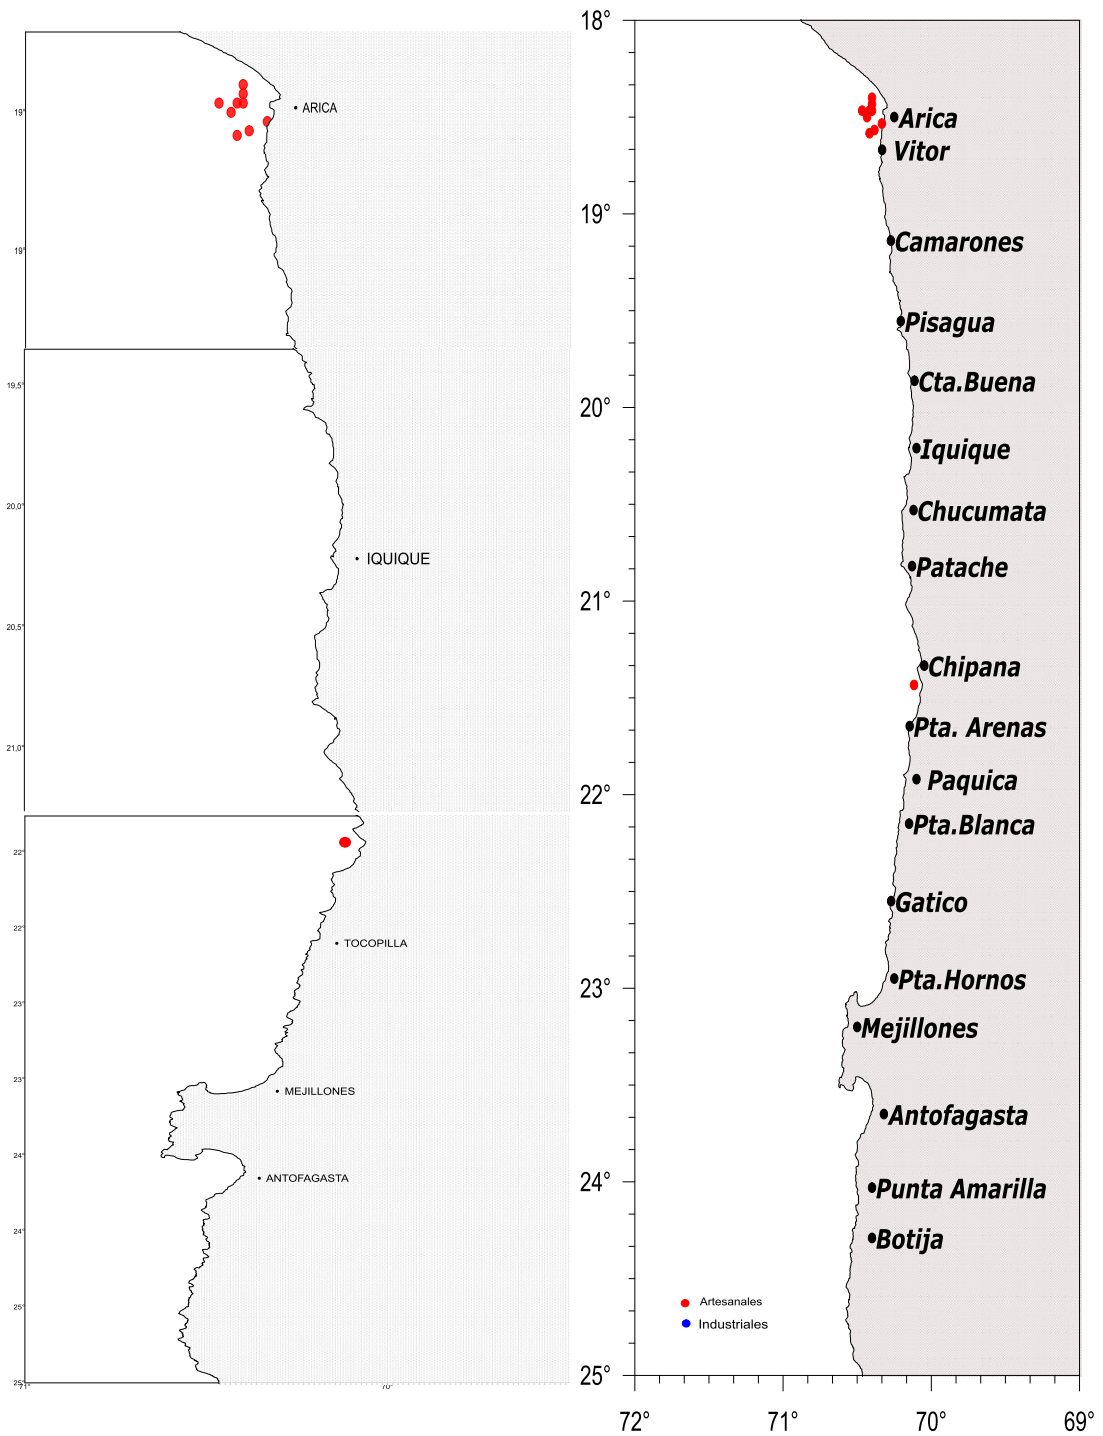 19°
ARICA
19°
19,5°
20,0°
IQUIQUE
20,5°
21,0°
22°
22°
TOCOPILLA
23°
23°
MEJILLONES
24°
ANTOFAGASTA
24°
25°
25°
71°
70°
18°
Arica
Vitor
19°
Camarones
Pisagua
Cta.Buena
20°
Iquique
Chucumata
Patache
21°
Chipana
Pta. Arenas
Paquica
22°
Pta.Blanca
Gatico
Pta.Hornos
23°
Mejillones
Antofagasta
24°
Punta Amarilla
Botija
Artesanales
Industriales
25°
72° 71° 70° 69°